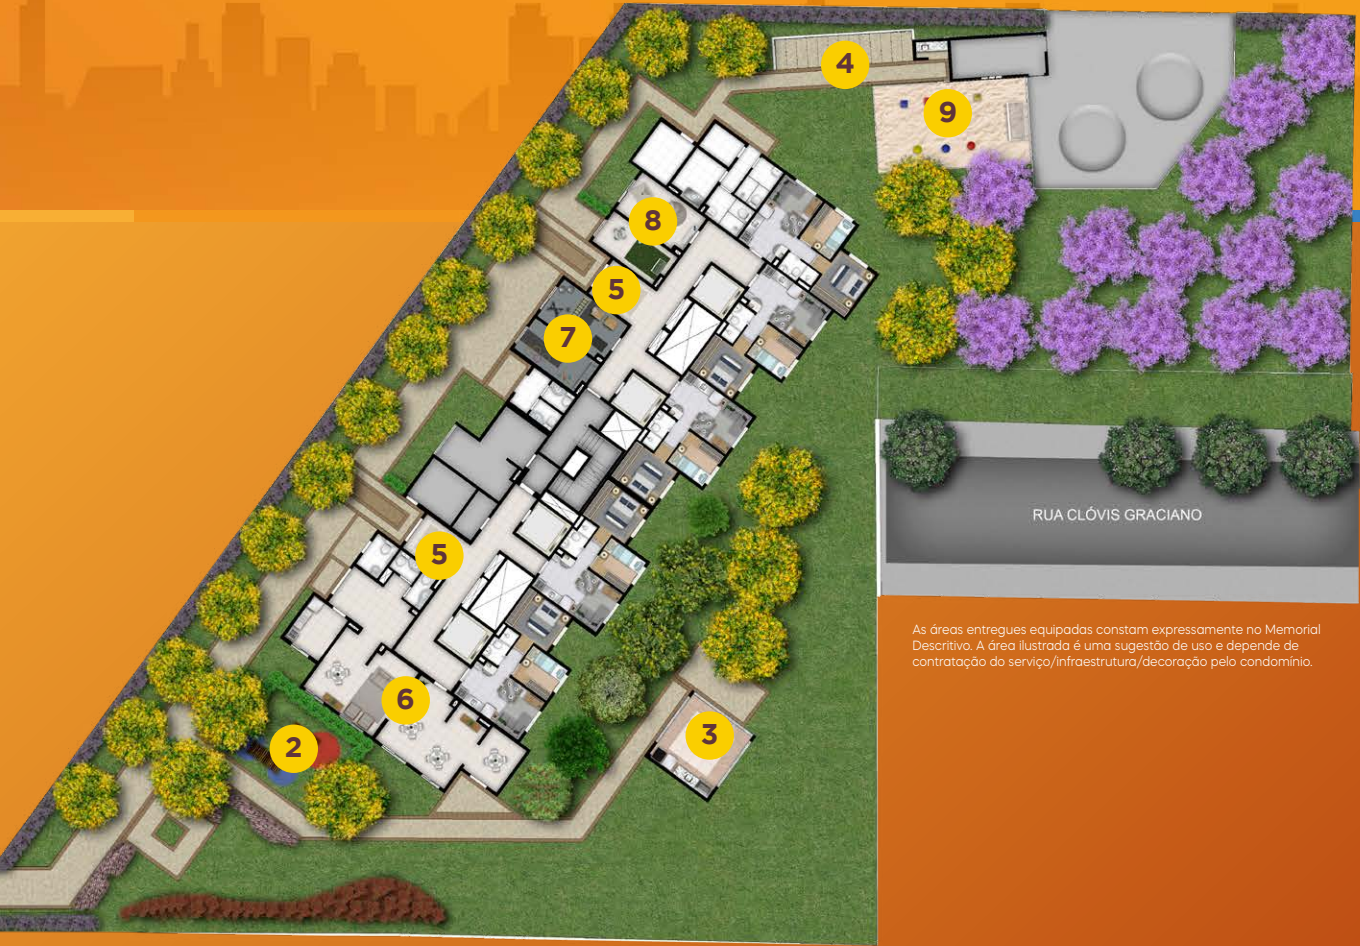 4
9
8
5
7
RUA CLÓVIS GRACIANO
5
As áreas entregues equipadas constam expressamente no Memorial
Descritivo. A área ilustrada é uma sugestão de uso e depende de
contratação do serviço/infraestrutura/decoração pelo condomínio.
6
3
2